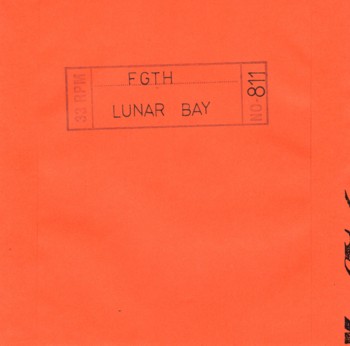 33 RPM
FGTH
LUNAR BAY
NO- 811